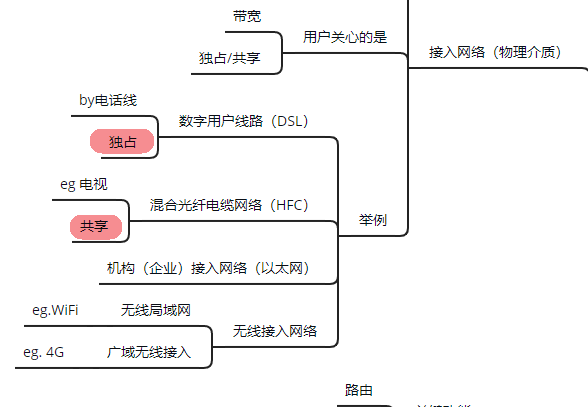 带宽
用户关心的是
独占/共享
接入网络（物理介质）
by电话线
数字用户线路（DSL）
独占
eg 电视
混合光纤电缆网络（HFC）
共享
举例
机构（企业）接入网络（以太网）
eg.WiFi
无线局域网
无线接入网络
eg. 4G
广域无线接入
路由